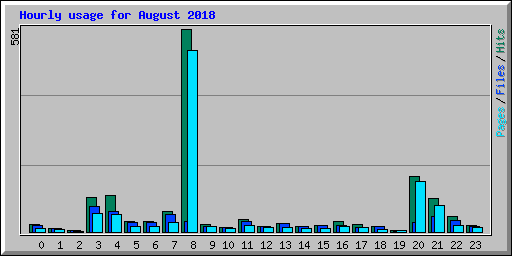 Hourly usage for August 2018
581
Pages/Files/Hits
0 1 2 3 4 5 6 7 8 9 10 11 12 13 14 15 16 17 18 19 20 21 22 23